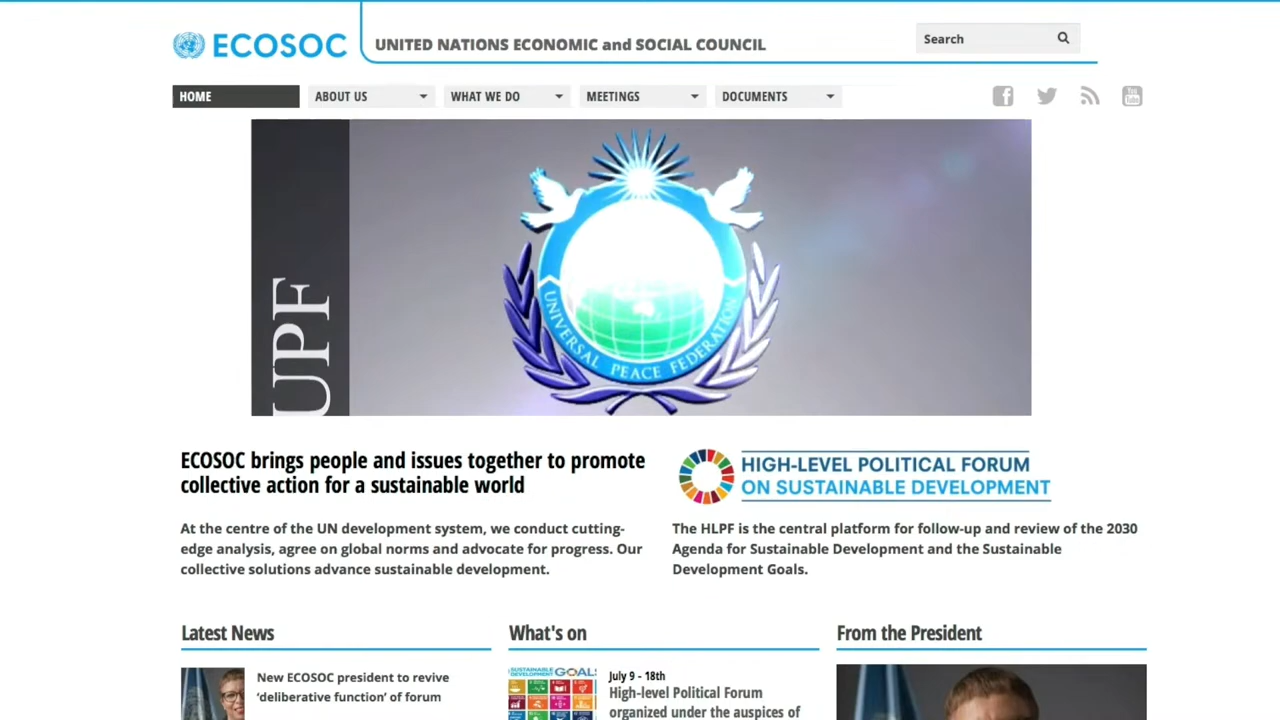 ECOSOC
UNITED NATIONS ECONOMIC and SOCIAL COUNCIL
Search
HOME
ABOUT US
WHAT WE DO
MEETINGS
DOCUMENTS
You
Tube
UPF
UNIVERSAL PEACE FEDERATION
ECOSOC brings people and issues together to promote
collective action for a sustainable world
At the centre of the UN development system, we conduct cutting-
edge analysis, agree on global norms and advocate for progress. Our
collective solutions advance sustainable development.
HIGH-LEVEL POLITICAL FORUM
ON SUSTAINABLE DEVELOPMENT
The HLPF is the central platform for follow-up and review of the 2030
Agenda for Sustainable Development and the Sustainable
Development Goals.
Latest News
New ECOSOC president to revive
‘deliberative function’ of forum
What's on
SUSTAINABLE DEVELOPMENT GOALS
July 9 - 18th
High-level Political Forum
organized under the auspices of
From the President